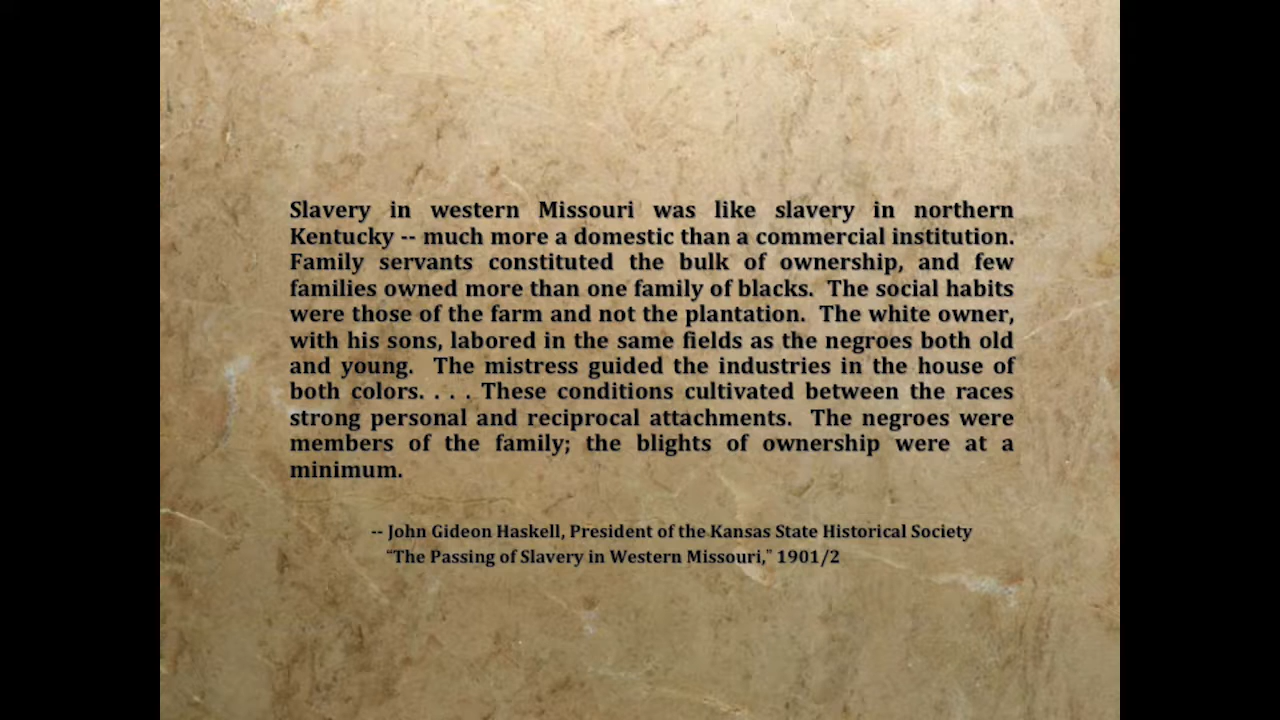 Slavery in western Missouri was like slavery in northern
Kentucky -- much more a domestic than a commercial institution.
Family servants constituted the bulk of ownership, and few
families owned more than one family of blacks.  The social habits
were those of the farm and not the plantation.  The white owner,
with his sons, labored in the same fields as the negroes both old
and young.  The mistress guided the industries in the house of
both colors. . . . These conditions cultivated between the races
strong personal and reciprocal attachments.  The negroes were
members of the family; the blights of ownership were at a
minimum.
-- John Gideon Haskell, President of the Kansas State Historical Society
“The Passing of Slavery in Western Missouri,” 1901/2